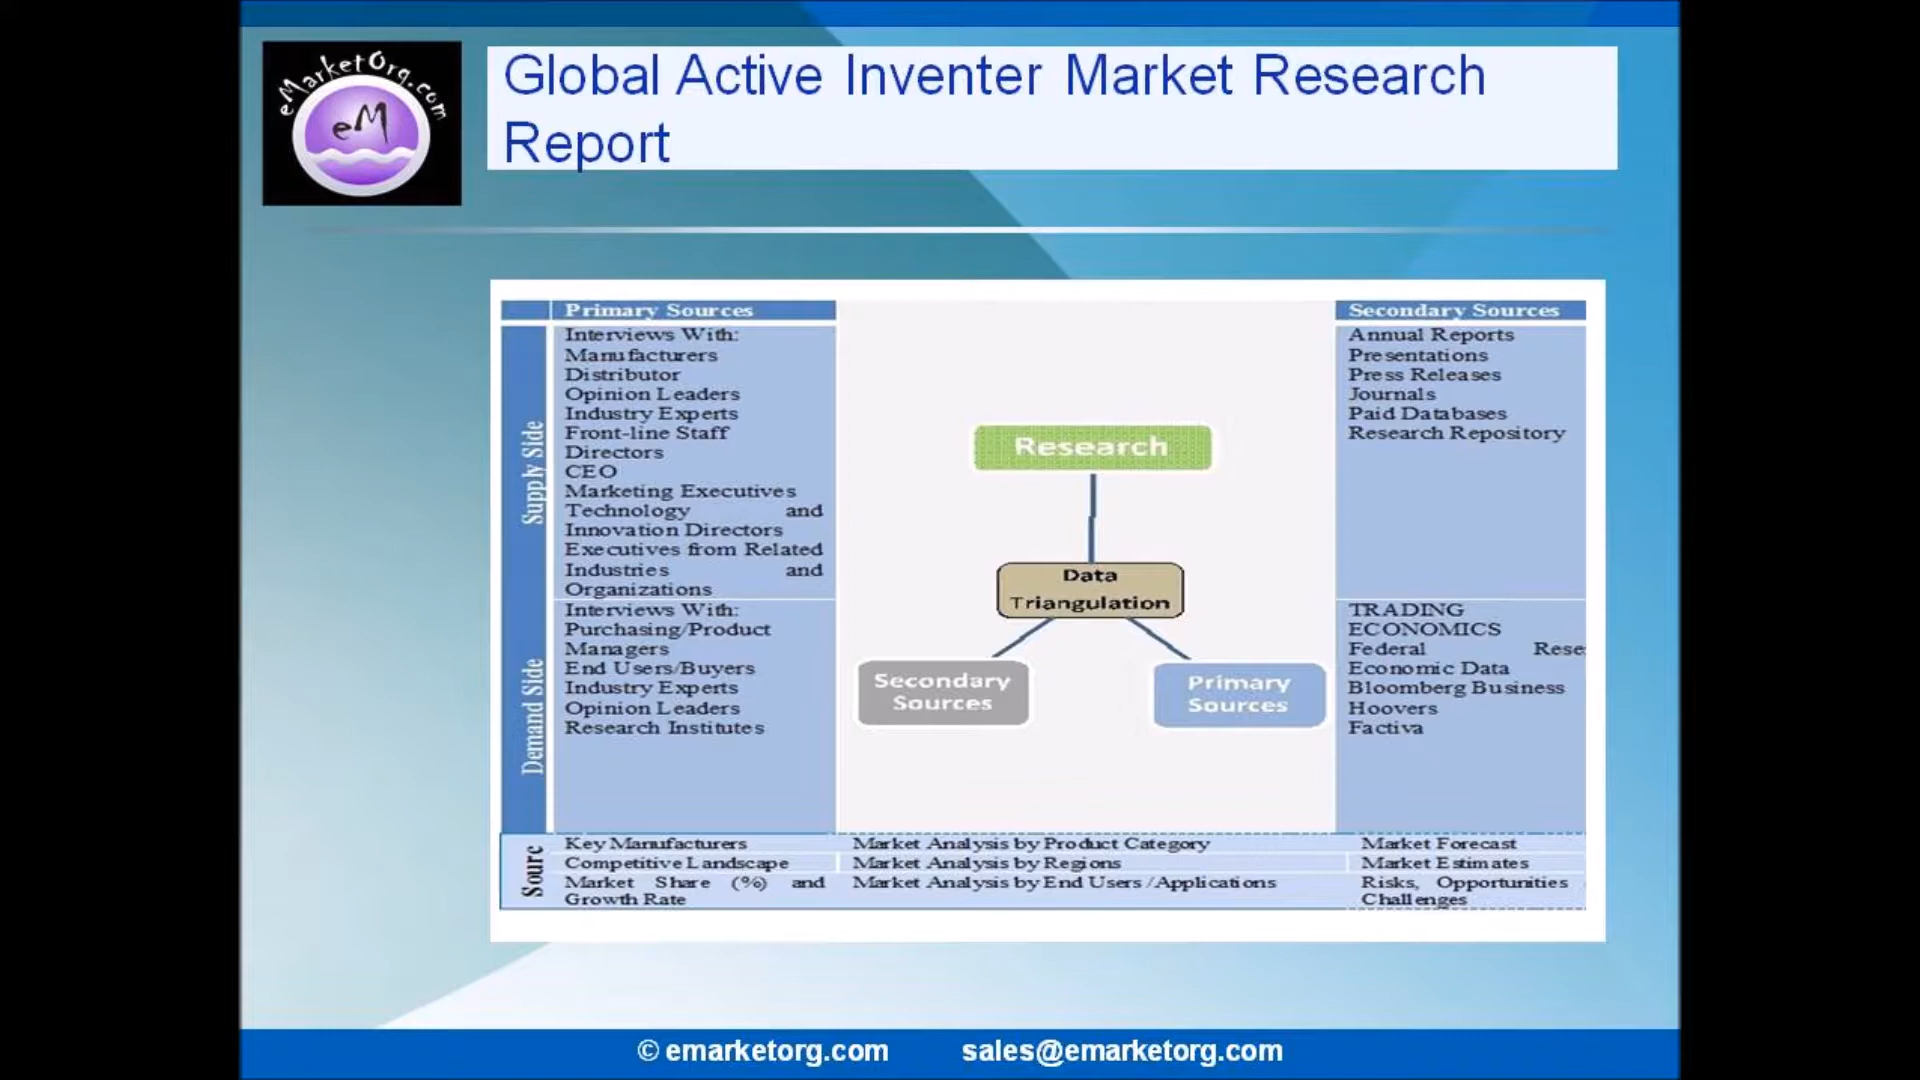 eMarketOrg.com
eM
Global Active Inventer Market Research
Report
Primary Sources
Secondary Sources
Supply Side
Interviews With:
Manufacturers
Distributor
Opinion Leaders
Industry Experts
Front-line Staff
Directors
CEO
Marketing Executives
Technology and
Innovation Directors
Executives from Related
Industries and
Organizations
Annual Reports
Presentations
Press Releases
Journals
Paid Databases
Research Repository
Research
Data
Triangulation
Secondary
Sources
Primary
Sources
Demand Side
Interviews With:
Purchasing/Product
Managers
End Users/Buyers
Industry Experts
Opinion Leaders
Research Institutes
TRADING
ECONOMICS
Federal Rese
Economic Data
Bloomberg Business
Hoovers
Factiva
Sourc
Key Manufacturers
Market Analysis by Product Category
Market Forecast
Competitive Landscape
Market Analysis by Regions
Market Estimates
Market Share (%) and
Growth Rate
Market Analysis by End Users /Applications
Risks, Opportunities
Challenges
© emarketorg.com sales@emarketorg.com